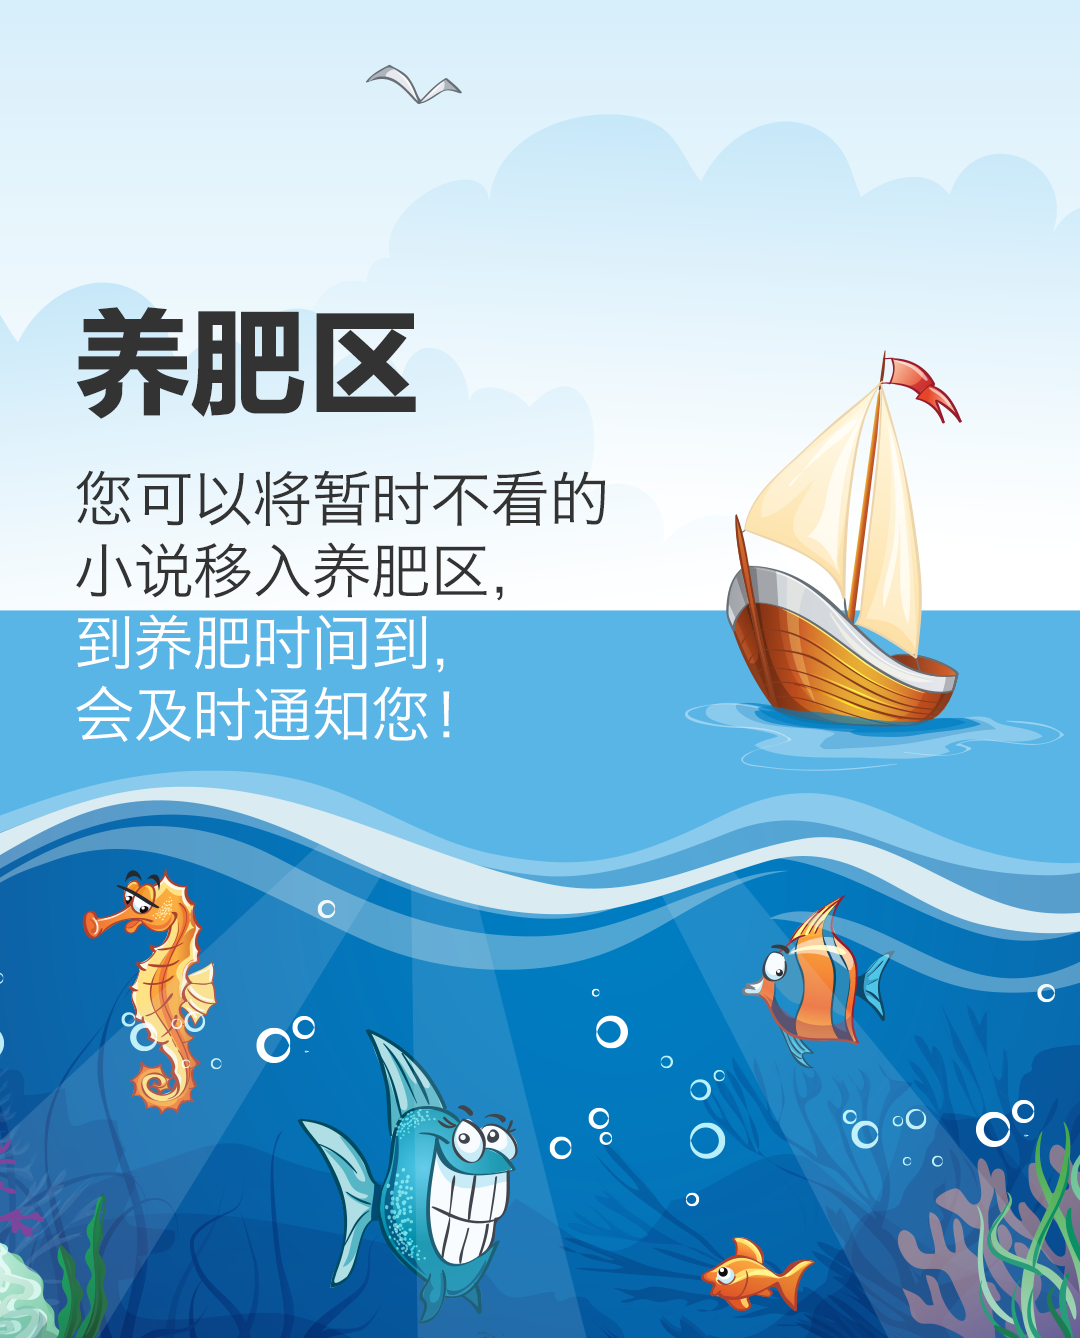 养肥区
您可以将暂时不看的
小说移入养肥区，
到养肥时间到，
会及时通知您！